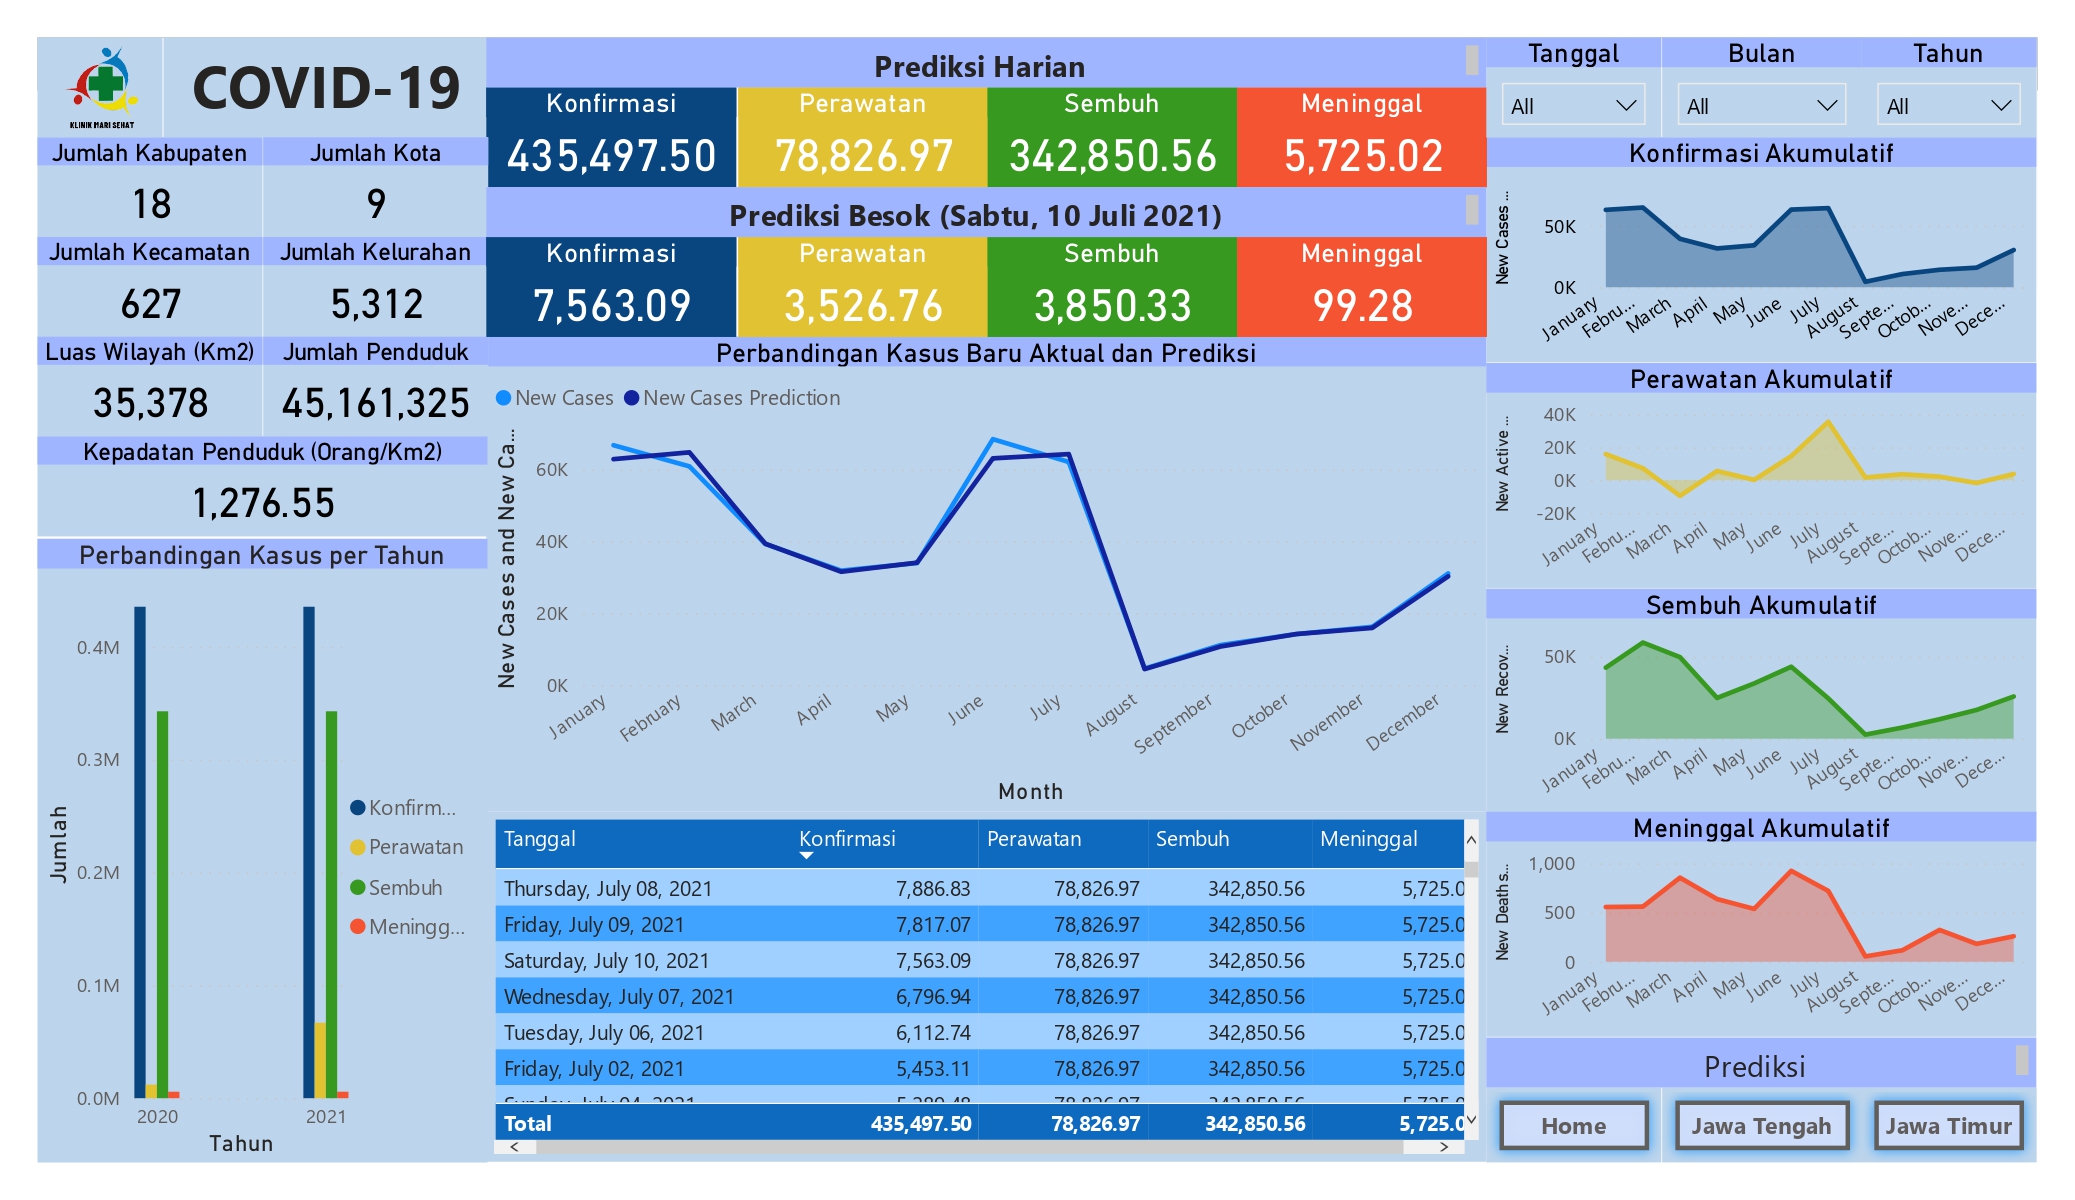 KLINIK MARI SEHAT
COVID-19
Jumlah Kabupaten
Jumlah Kota
18
9
Jumlah Kecamatan
Jumlah Kelurahan
627
5,312
Luas Wilayah (Km2)
Jumlah Penduduk
35,378
45,161,325
Kepadatan Penduduk (Orang/Km2)
1,276.55
Perbandingan Kasus per Tahun
Jumlah
0.4M
0.3M
0.2M
0.1M
0.0M
2020
2021
Tahun
Konfirm...
Perawatan
Sembuh
Meningg...
Prediksi Harian
Konfirmasi
Perawatan
Sembuh
Meninggal
435,497.50
78,826.97
342,850.56
5,725.02
Prediksi Besok (Sabtu, 10 Juli 2021)
Konfirmasi
Perawatan
Sembuh
Meninggal
7,563.09
3,526.76
3,850.33
99.28
Perbandingan Kasus Baru Aktual dan Prediksi
New Cases
New Cases Prediction
New Cases and New Ca...
60K
40K
20K
0K
January
February
March
April
May
June
July
August
September
October
November
December
Month
Tanggal Konfirmasi Perawatan Sembuh Meninggal
Thursday, July 08, 2021 7,886.83 78,826.97 342,850.56 5,725.0
Friday, July 09, 2021 7,817.07 78,826.97 342,850.56 5,725.0
Saturday, July 10, 2021 7,563.09 78,826.97 342,850.56 5,725.0
Wednesday, July 07, 2021 6,796.94 78,826.97 342,850.56 5,725.0
Tuesday, July 06, 2021 6,112.74 78,826.97 342,850.56 5,725.0
Friday, July 02, 2021 5,453.11 78,826.97 342,850.56 5,725.0
Total 435,497.50 78,826.97 342,850.56 5,725.0
Tanggal
Bulan
Tahun
All
All
All
Konfirmasi Akumulatif
New Cases ...
50K
0K
January
Febru...
March
April
May
June
July
August
Septe...
Octob...
Nove...
Dece...
Perawatan Akumulatif
New Active ...
40K
20K
0K
-20K
January
Febru...
March
April
May
June
July
August
Septe...
Octob...
Nove...
Dece...
Sembuh Akumulatif
New Recov...
50K
0K
January
Febru...
March
April
May
June
July
August
Septe...
Octob...
Nove...
Dece...
Meninggal Akumulatif
New Death s...
1,000
500
0
January
Febru...
March
April
May
June
July
August
Septe...
Octob...
Nove...
Dece...
Prediksi
Home
Jawa Tengah
Jawa Timur